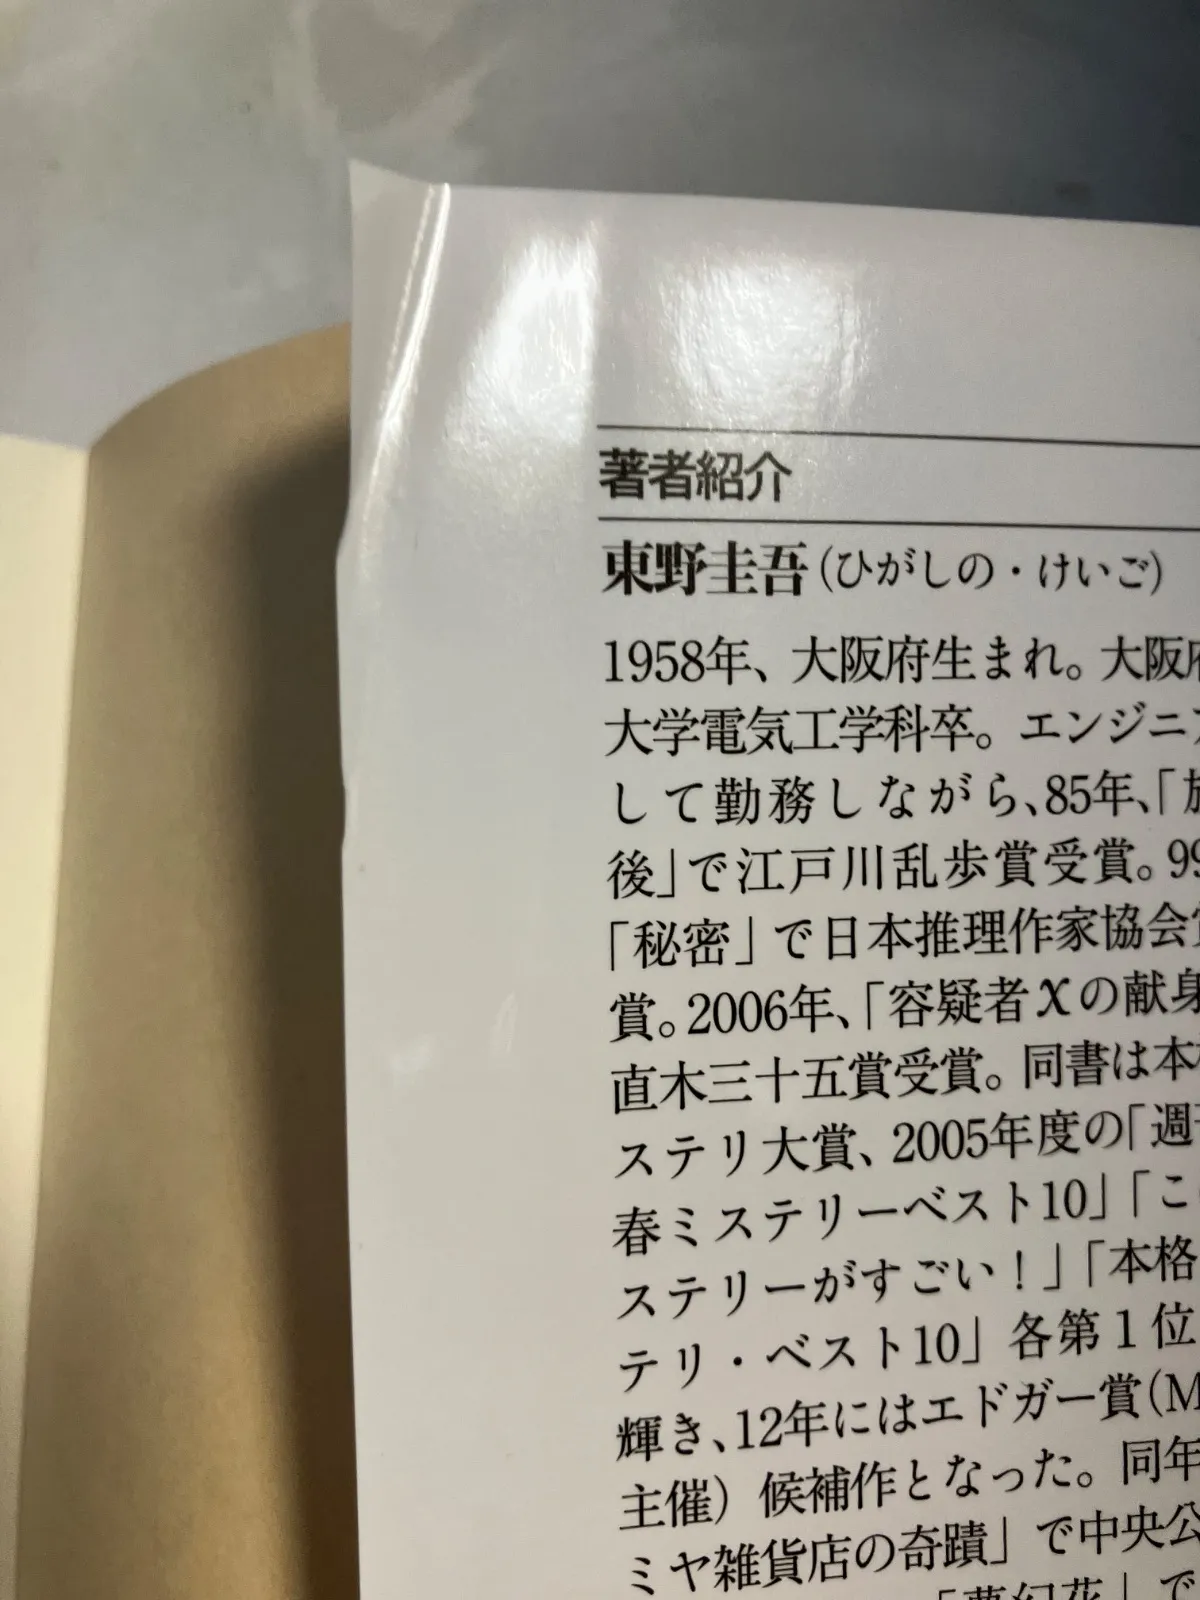 著者紹介
東野圭吾(ひがしの・けいご)
1958年、大阪府生まれ。大阪
大学電気工学科卒。エンジニ
して勤務しながら、85年、「
後」で江戸川乱歩賞受賞。99
「秘密」で日本推理作家協会
賞。2006年、「容疑者χの献身
直木三十五賞受賞。同書は本
ステリ大賞、2005年度の「週
春ミステリーベスト10」「こ
ステリーがすごい！」「本格
テリ・ベスト10」各第1位
輝き、12年にはエドガー賞(M
主催）候補作となった。同年
ミヤ雑貨店の奇蹟」で中央公
「夢幻花」で